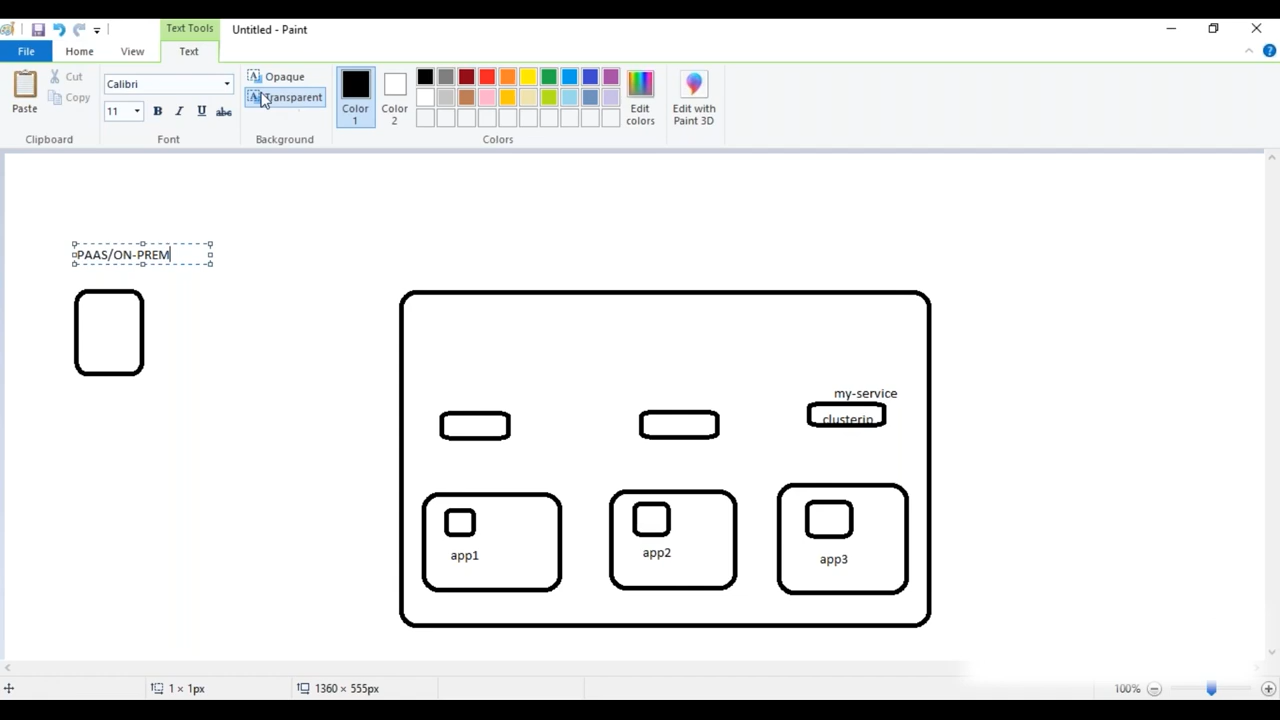 Text Tools
Untitled - Paint
File
Home
View
Text
Paste
Cut
Copy
Clipboard
Calibri
11
B I U abc
Font
Opaque
Transparent
Background
Color 1
Color 2
Edit colors
Colors
Edit with Paint 3D
PAAS/ON-PREM
my-service
clusterip
app1
app2
app3
1 × 1px
1360 × 555px
100%